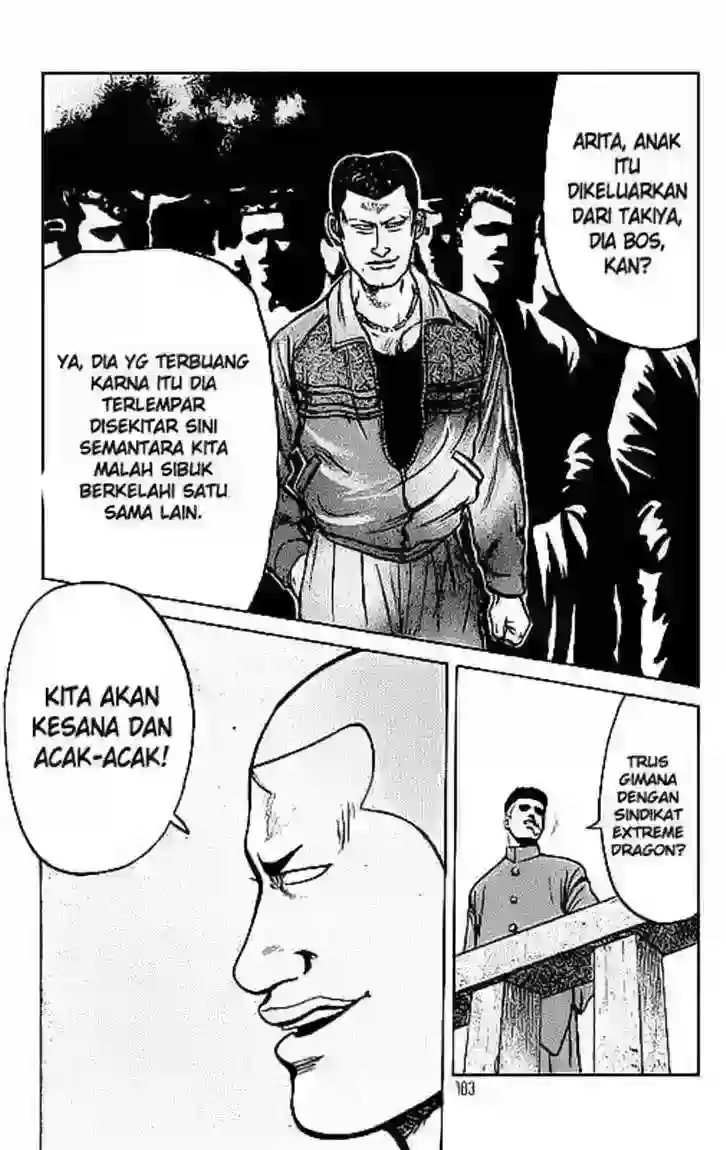 ARITA, ANAK
ITU
DIKELUARKAN
DARI TAKIYA,
DIA BOS,
KAN?
YA, DIA YG TERBUANG
KARNA ITU DIA
TERLEMPAR
DISEKITAR SINI
SEMANTARA KITA
MALAH SIBUK
BERKELAHI SATU
SAMA LAIN.
TRUS
GIMANA
DENGAN
SINDIKAT
EXTREME
DRAGON?
KITA AKAN
KESANA DAN
ACAK-ACAK!
103